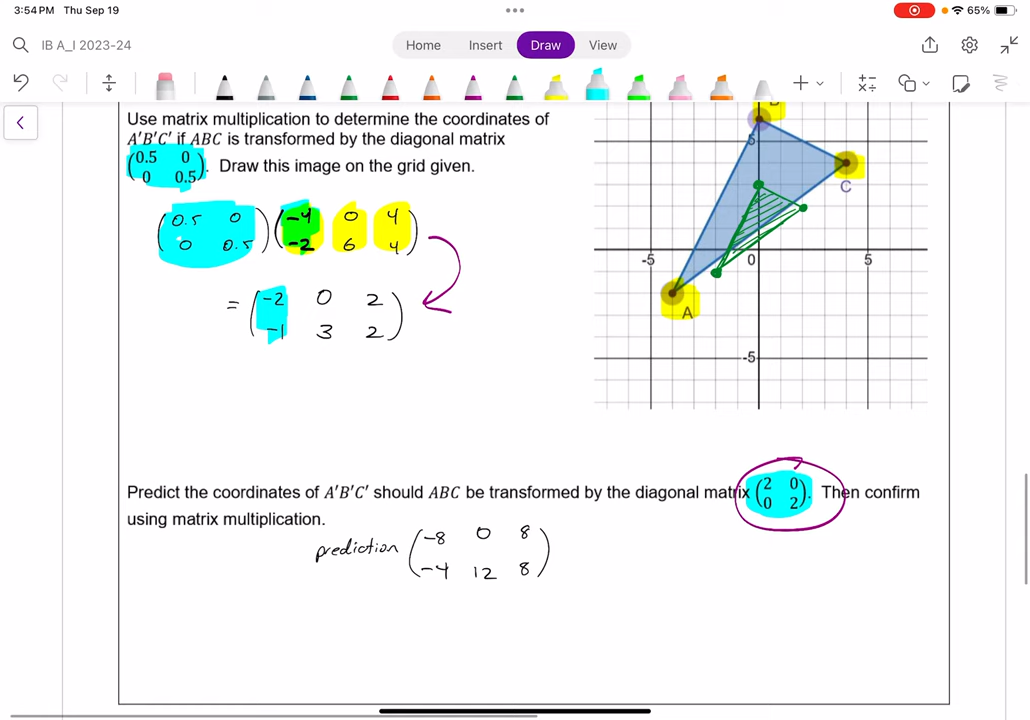 3:54 PM Thu Sep 19
65%
IB A_I 2023-24
Home Insert Draw View
Use matrix multiplication to determine the coordinates of
A'B'C' if ABC is transformed by the diagonal matrix
(0.5 0
0 0.5). Draw this image on the grid given.
(0.5 0
0 0.5) (-4 0 4
-2 6 4)
= (-2 0 2
-1 3 2)
5
C
-5 0 5
A
-5
Predict the coordinates of A'B'C' should ABC be transformed by the diagonal matrix (2 0
0 2). Then confirm
using matrix multiplication.
prediction (-8 0 8
-4 12 8)